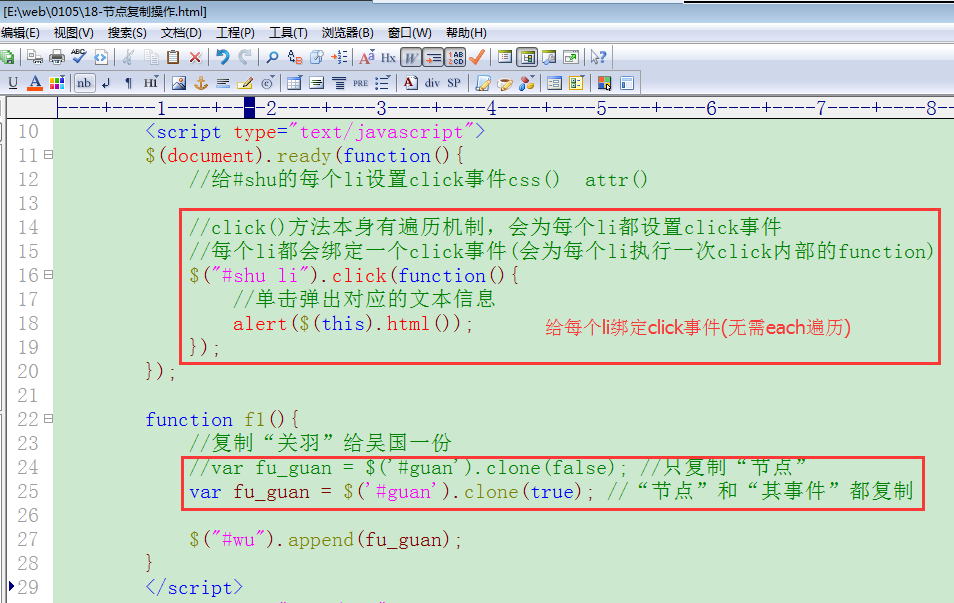 [E:\web\0105\18-节点复制操作.html]
编辑(E) 视图(V) 搜索(S) 文档(D) 工程(P) 工具(T) 浏览器(B) 窗口(W) 帮助(H)
ABC A B Hx W 1AB 2CD
U A nb ¶ HI PRE A div SP
1 2 3 4 5 6 7 8
10 <script type="text/javascript">
11 $(document).ready(function(){
12 //给#shu的每个li设置click事件css() attr()
13
14 //click()方法本身有遍历机制，会为每个li都设置click事件
15 //每个li都会绑定一个click事件(会为每个li执行一次click内部的function)
16 $("#shu li").click(function(){
17 //单击弹出对应的文本信息
18 alert($(this).html()); 给每个li绑定click事件(无需each遍历)
19 });
20 });
21
22 function f1(){
23 //复制“关羽”给吴国一份
24 //var fu_guan = $('#guan').clone(false); //只复制“节点”
25 var fu_guan = $('#guan').clone(true); //“节点”和“其事件”都复制
26
27 $("#wu").append(fu_guan);
28 }
29 </script>